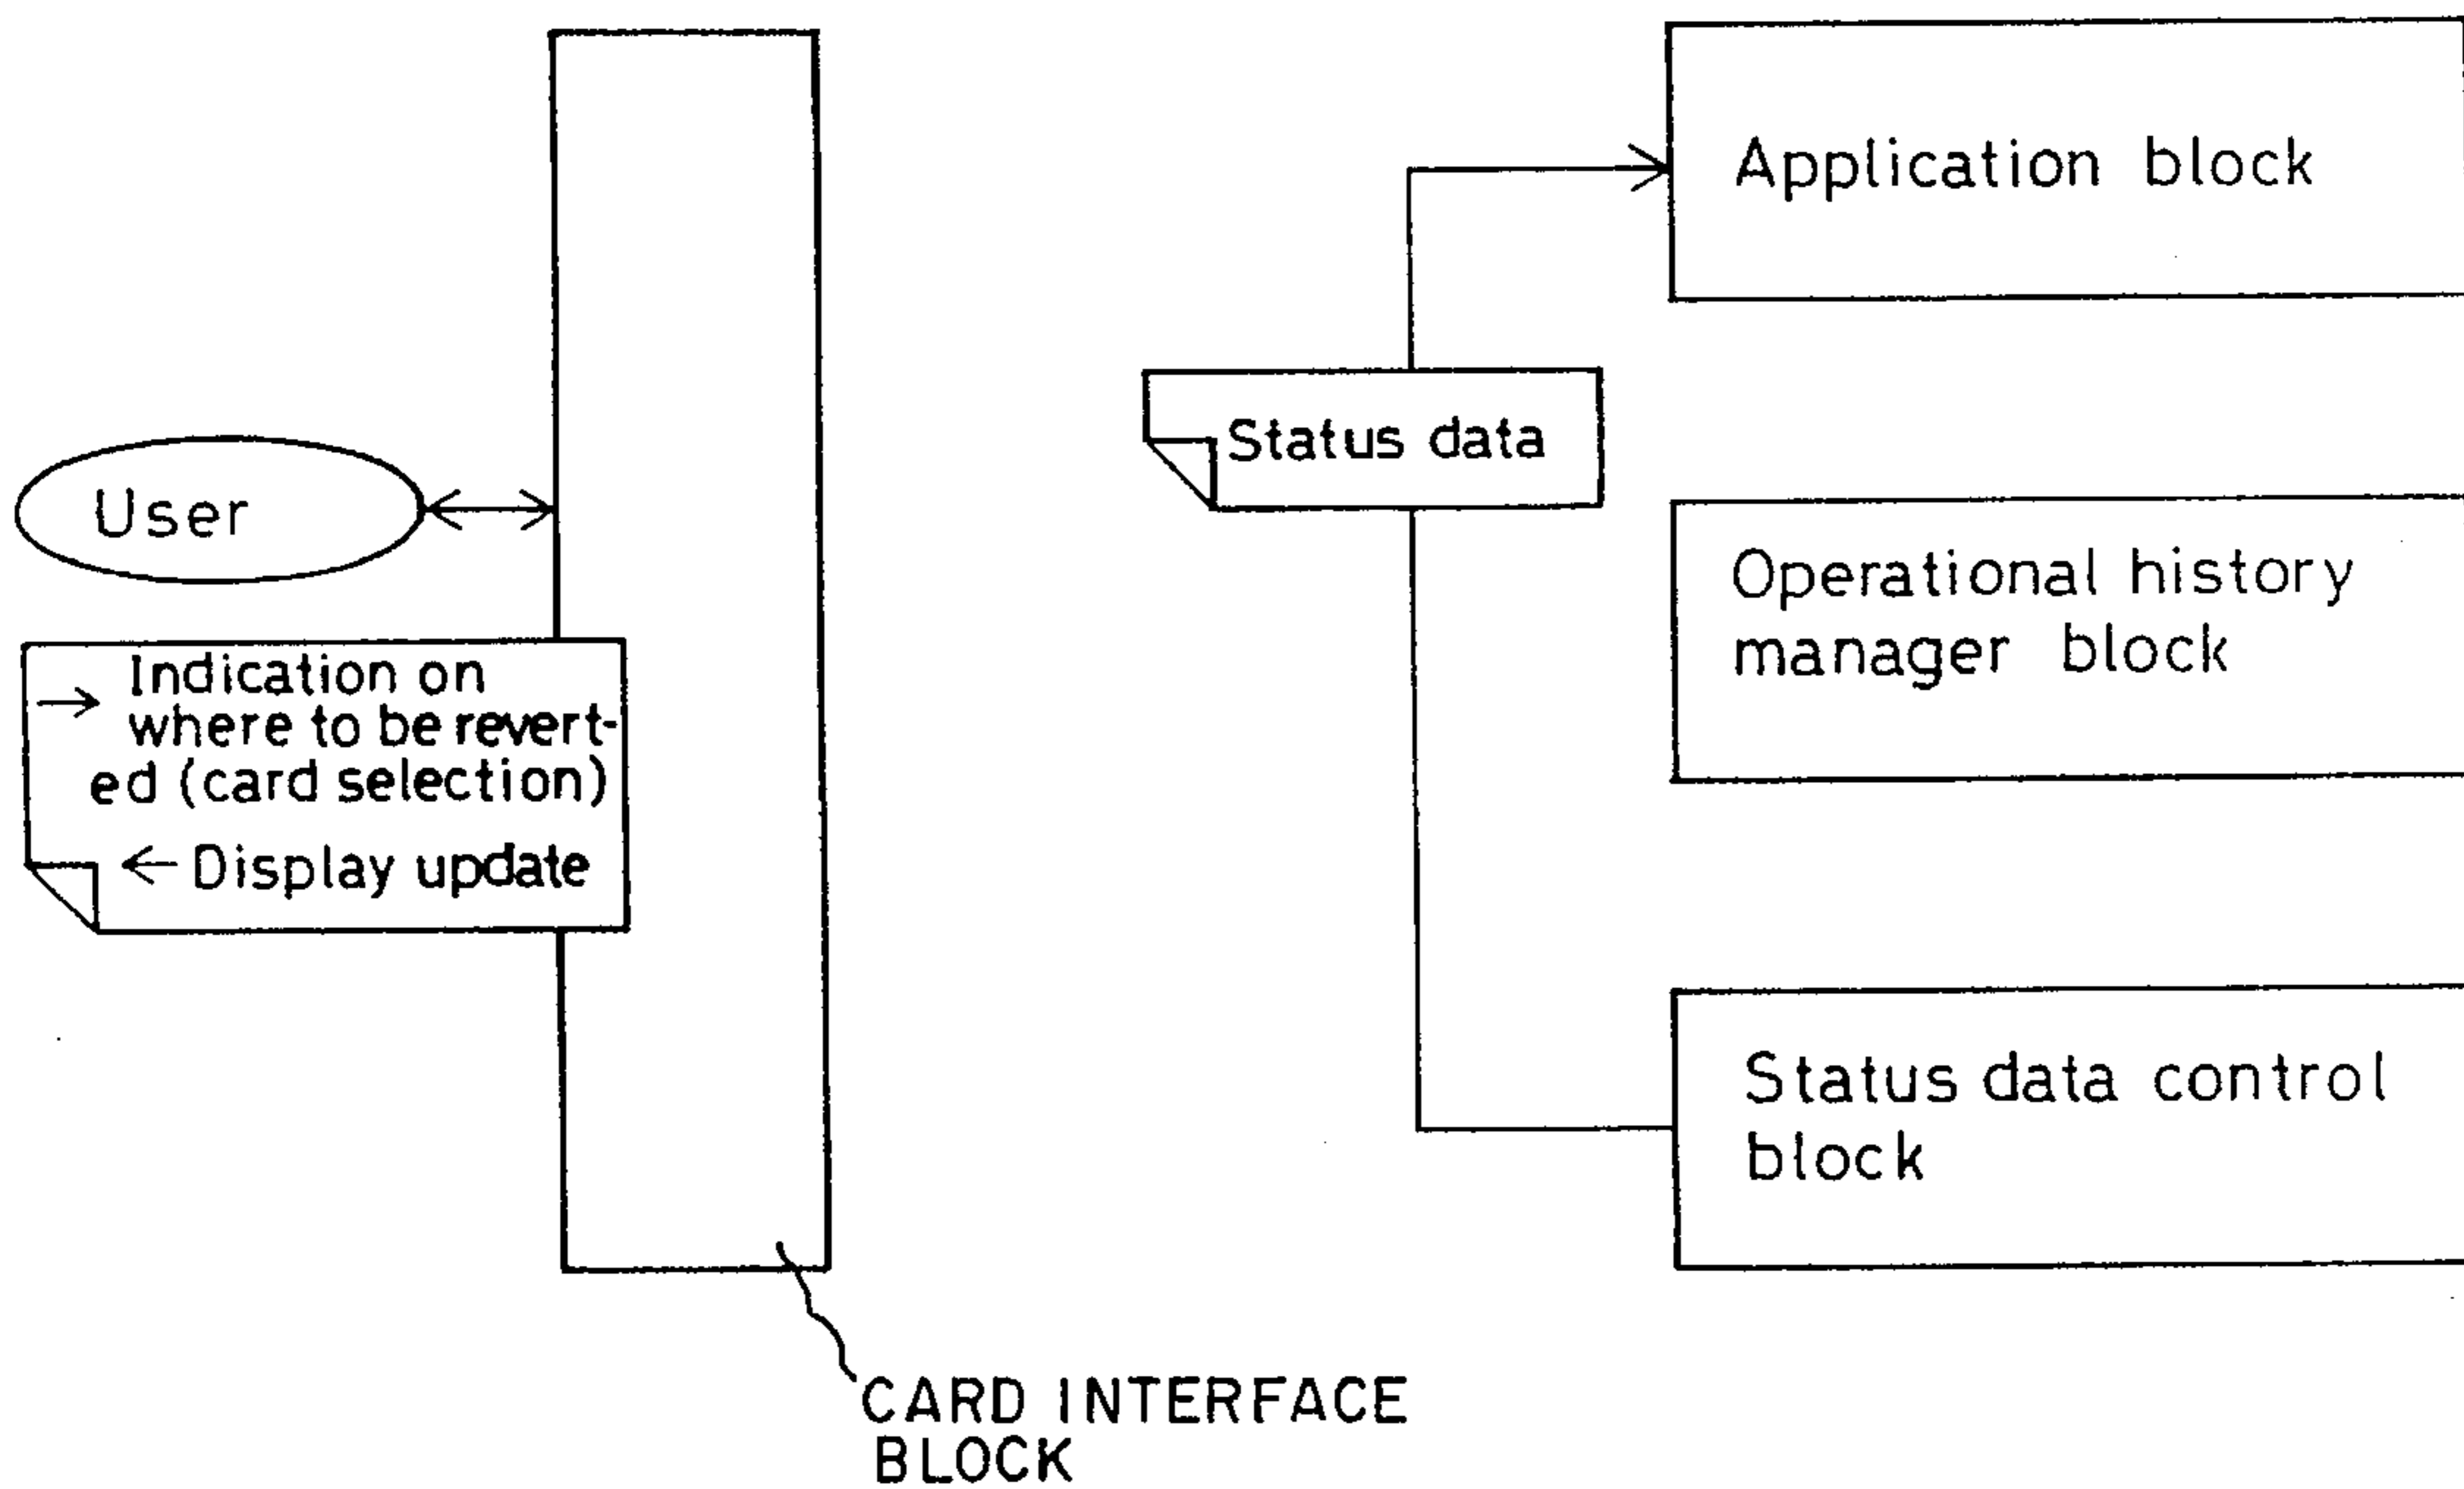 Application block
Status data
User
Operational history
manager block
→ Indication on
where to be revert-
ed (card selection)
← Display update
Status data control
block
CARD INTERFACE
BLOCK